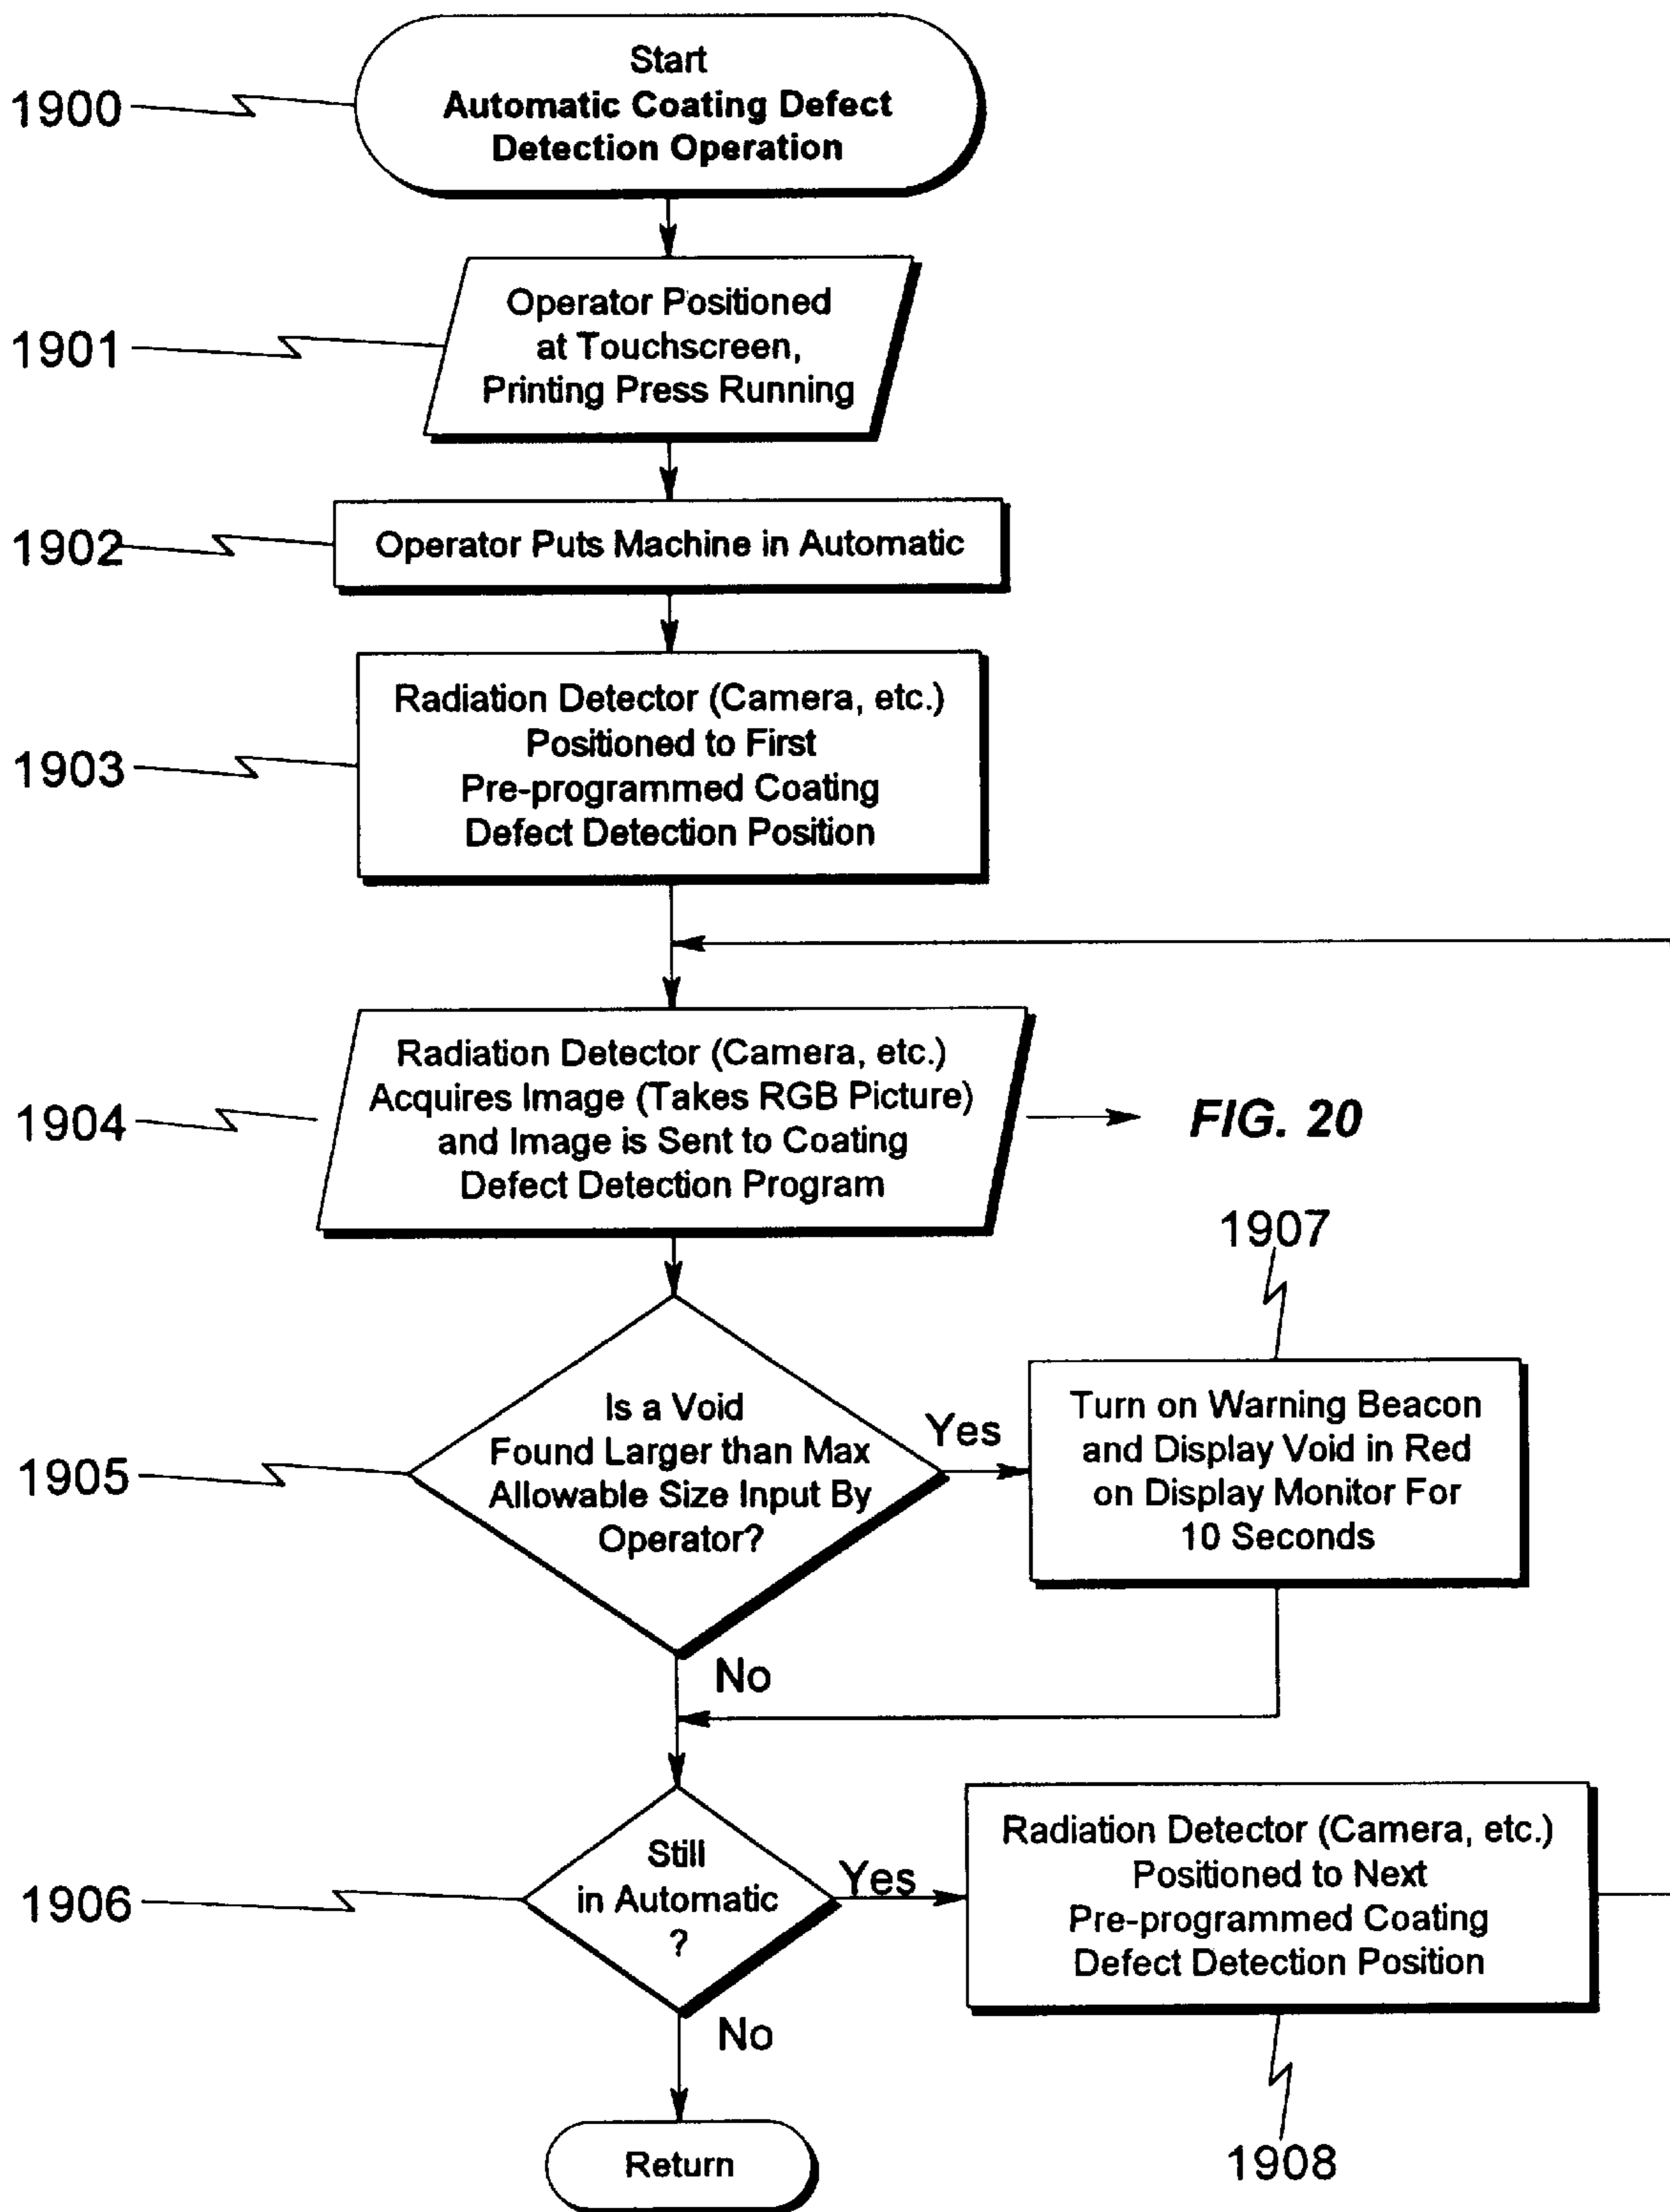 1900
Start
Automatic Coating Defect
Detection Operation
1901
Operator Positioned
at Touchscreen,
Printing Press Running
1902
Operator Puts Machine in Automatic
1903
Radiation Detector (Camera, etc.)
Positioned to First
Pre-programmed Coating
Defect Detection Position
1904
Radiation Detector (Camera, etc.)
Acquires Image (Takes RGB Picture)
and Image is Sent to Coating
Defect Detection Program
FIG. 20
1905
Is a Void
Found Larger than Max
Allowable Size Input By
Operator?
Yes
1907
Turn on Warning Beacon
and Display Void in Red
on Display Monitor For
10 Seconds
No
1906
Still
in Automatic
?
Yes
Radiation Detector (Camera, etc.)
Positioned to Next
Pre-programmed Coating
Defect Detection Position
1908
No
Return